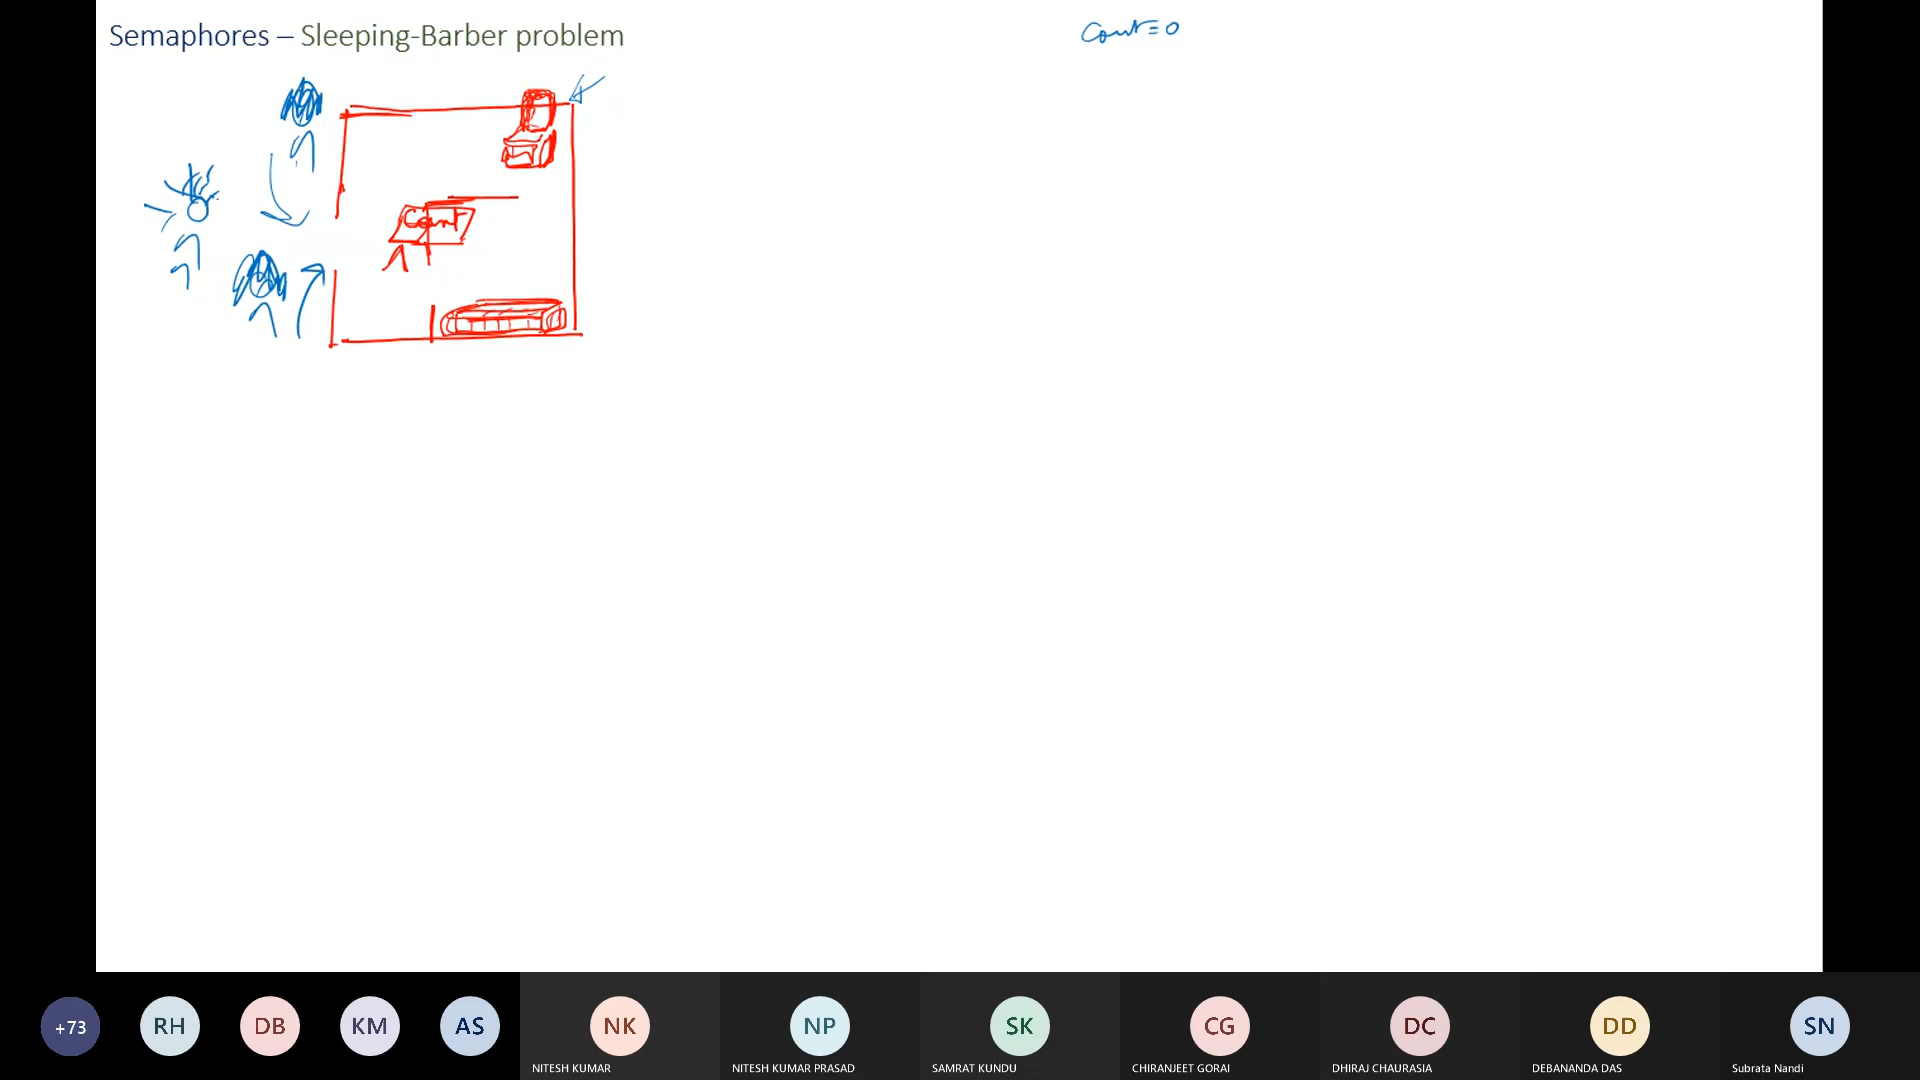 Semaphores – Sleeping-Barber problem
Count = 0
Count
+73
RH
DB
KM
AS
NK
NP
SK
CG
DC
DD
SN
NITESH KUMAR
NITESH KUMAR PRASAD
SAMRAT KUNDU
CHIRANJEET GORAI
DHIRAJ CHAURASIA
DEBANANDA DAS
Subrata Nandi